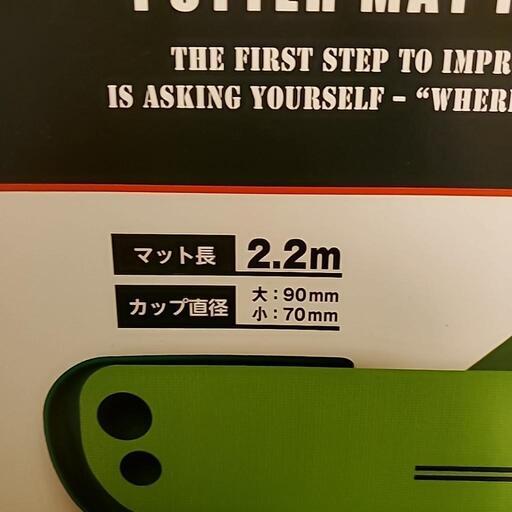 THE FIRST STEP TO IMPR
IS ASKING YOURSELF – “WHERE
マット長 2.2m
カップ直径 大：90mm
小：70mm